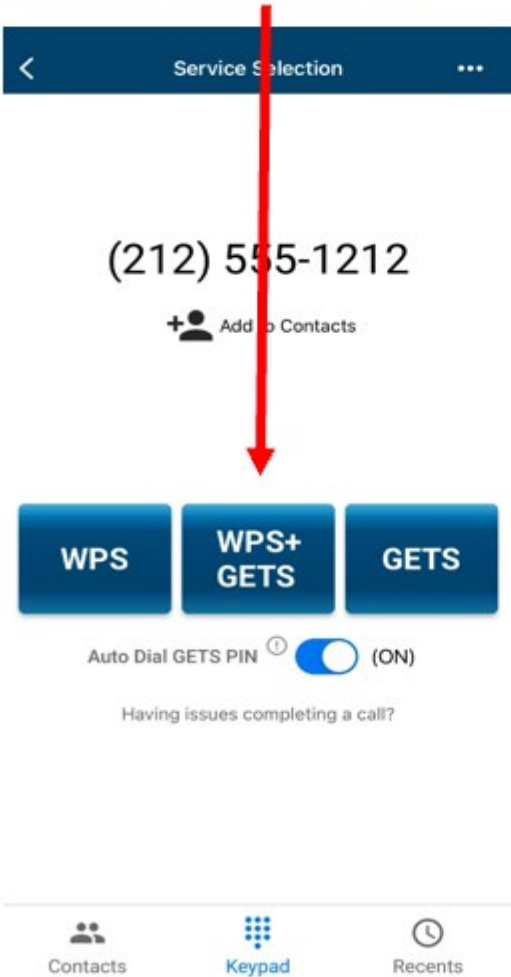 Service Selection
(212) 555-1212
Add to Contacts
WPS
WPS+
GETS
GETS
Auto Dial GETS PIN (ON)
Having issues completing a call?
Contacts
Keypad
Recents